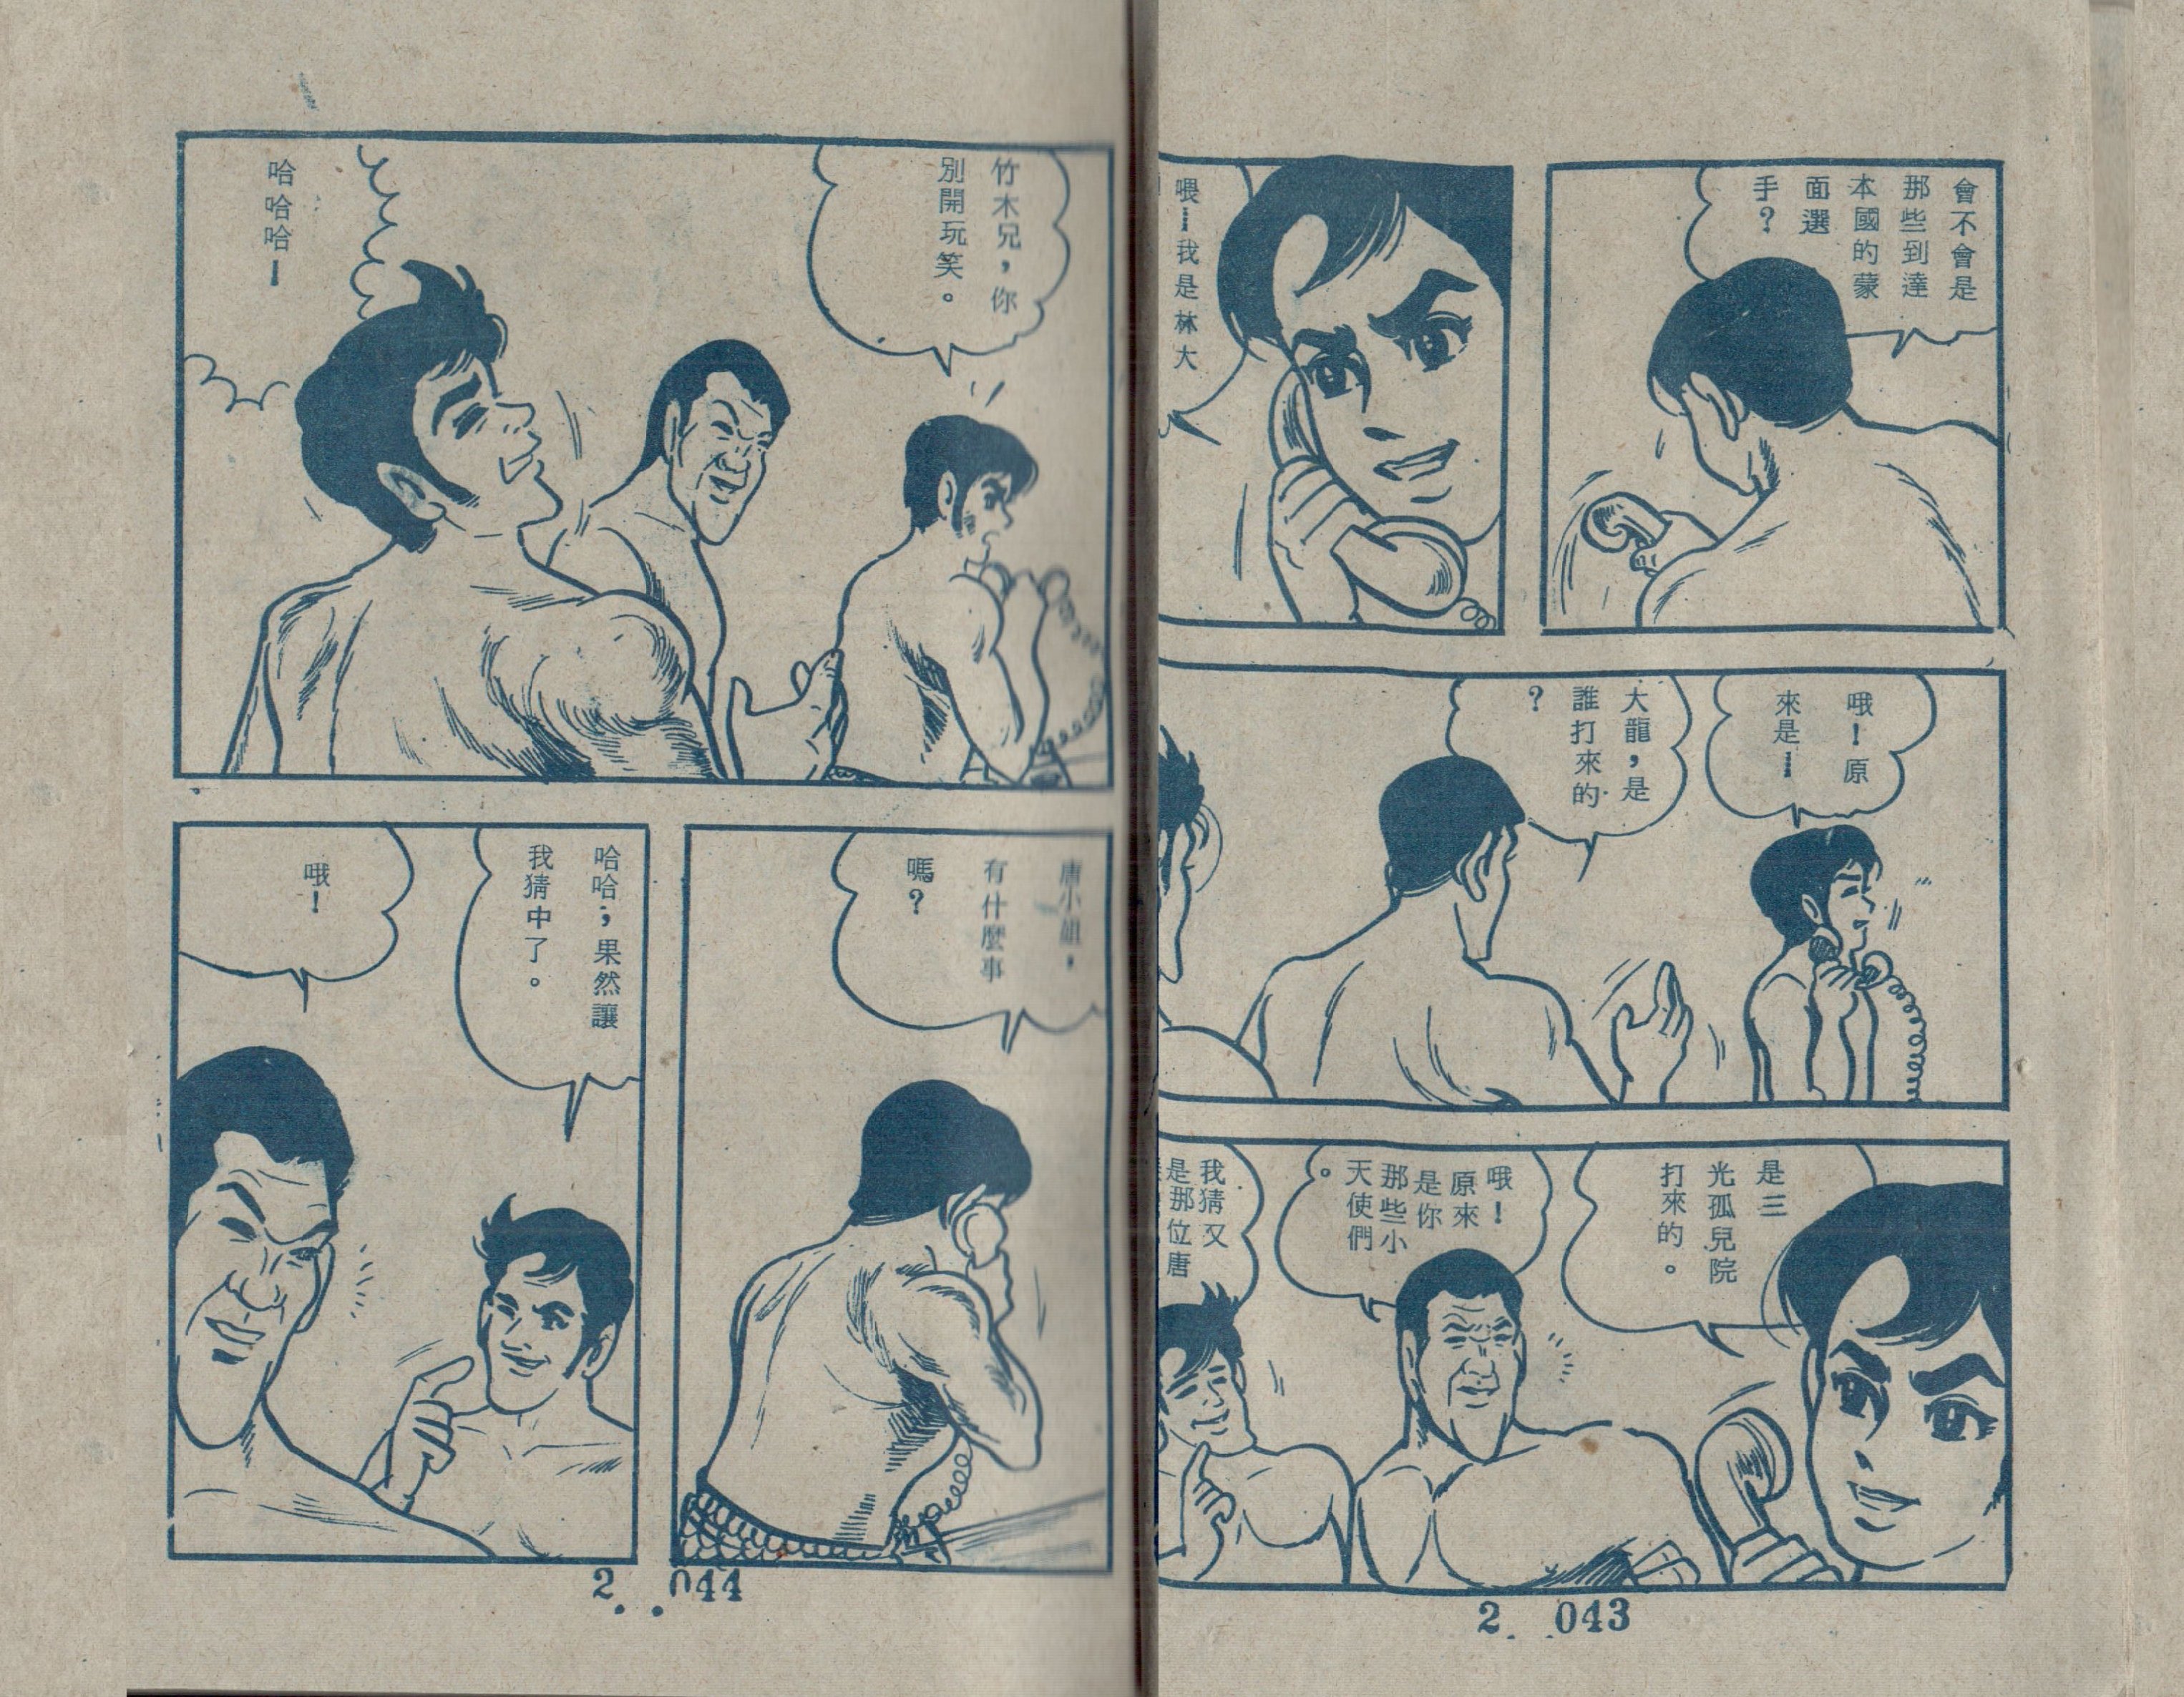 會不會是
那些到達
本國的蒙
面選
手？
喂┇我是林大
哦！原
來是┇
大龍，是
誰打來的
？
是三
光孤兒院
打來的。
哦！
原來
是你
那些小
天使們
。
我猜又
是那位唐
2 043
竹木兄，你
別開玩笑。
哈哈哈！
唐小姐，
有什麼事
嗎？
哈哈；果然讓
我猜中了。
哦！
2 044